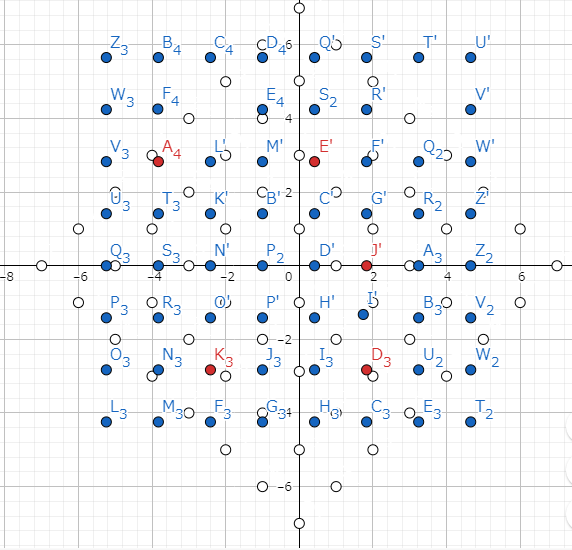 6
Z₃ B₄ C₄ D₄ Q' S' T' U'
W₃ F₄ E₄ S₂ R' V'
4
V₃ A₄ L' M' E' F' Q₂ W'
2
U₃ T₃ K' B' C' G' R₂ Z'
Q₃ S₃ N' P₂ D' J' A₃ Z₂
-8 -6 -4 -2 0 2 4 6
P₃ R₃ O' P' H' I' B₃ V₂
-2
O₃ N₃ K₃ J₃ I₃ D₃ U₂ W₂
-4
L₃ M₃ F₃ G₃ H₃ C₃ E₃ T₂
-6